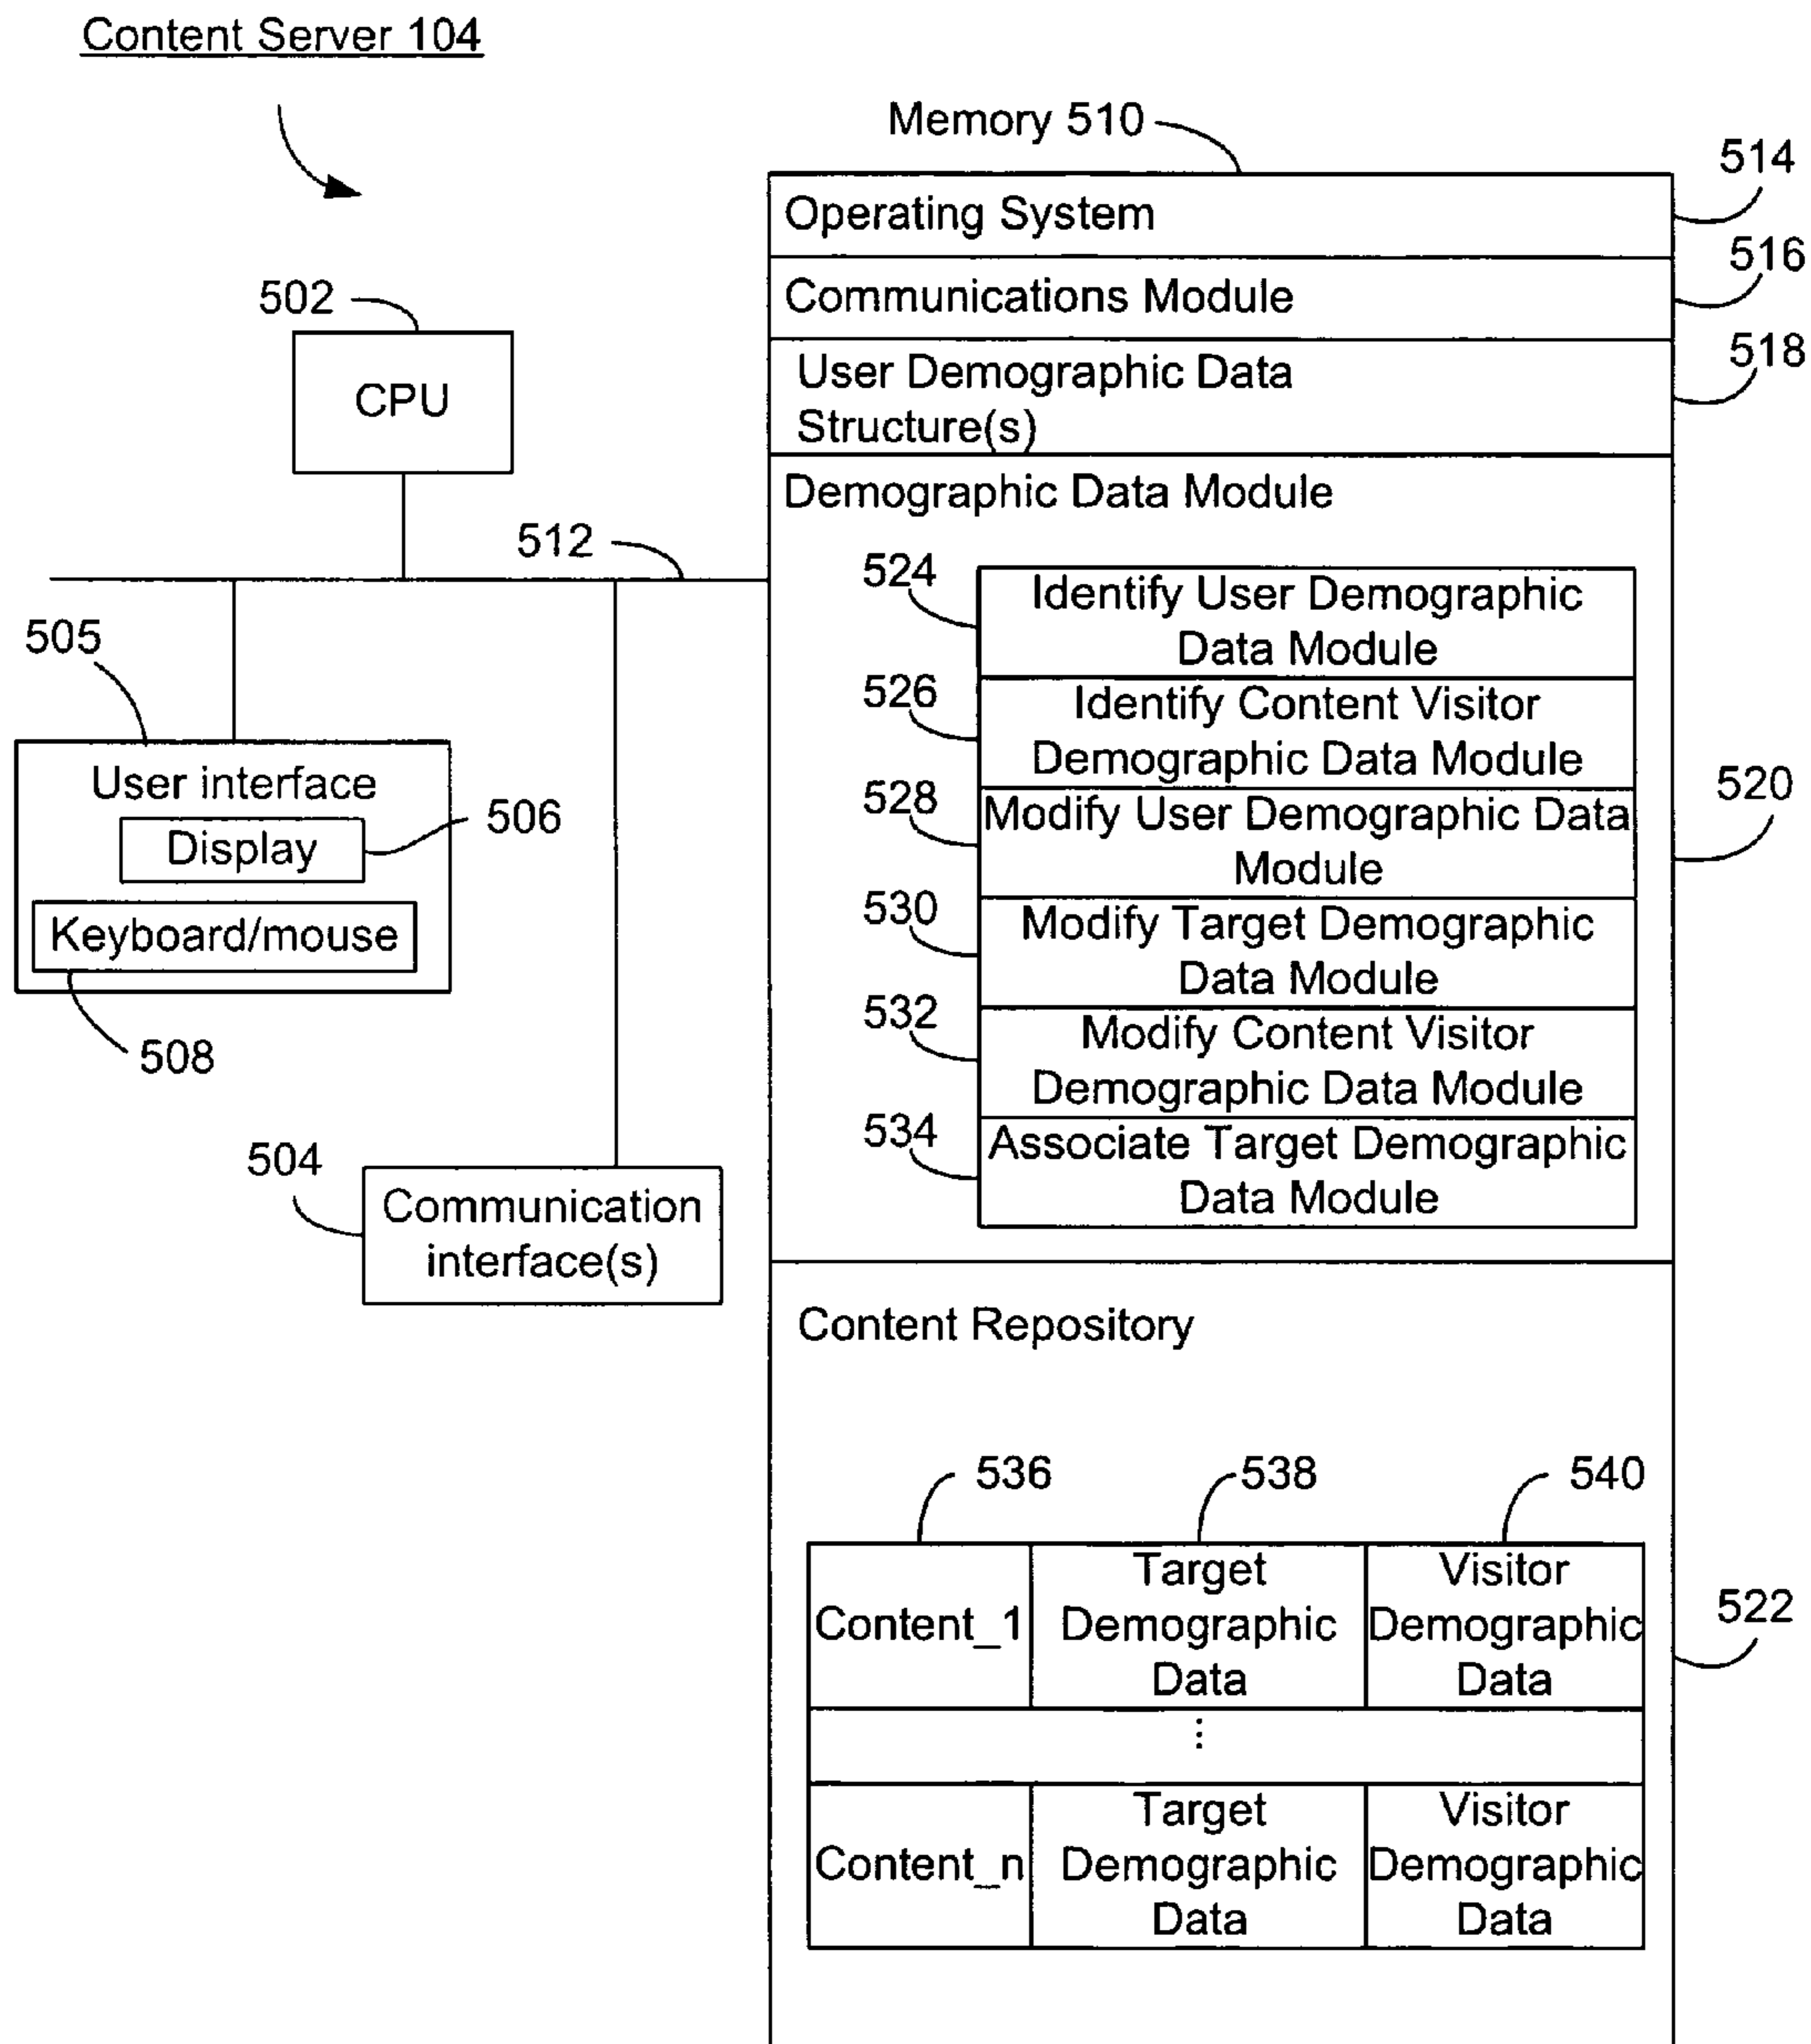 Content Server 104
Memory 510
514
Operating System
516
Communications Module
518
User Demographic Data
Structure(s)
502
CPU
512
Demographic Data Module
520
524
Identify User Demographic
Data Module
526
Identify Content Visitor
Demographic Data Module
528
Modify User Demographic Data
Module
530
Modify Target Demographic
Data Module
532
Modify Content Visitor
Demographic Data Module
534
Associate Target Demographic
Data Module
505
User interface
506
Display
Keyboard/mouse
508
504
Communication
interface(s)
Content Repository
522
536
538
540
Content_1
Target
Demographic
Data
Visitor
Demographic
Data
⋮
Content_n
Target
Demographic
Data
Visitor
Demographic
Data